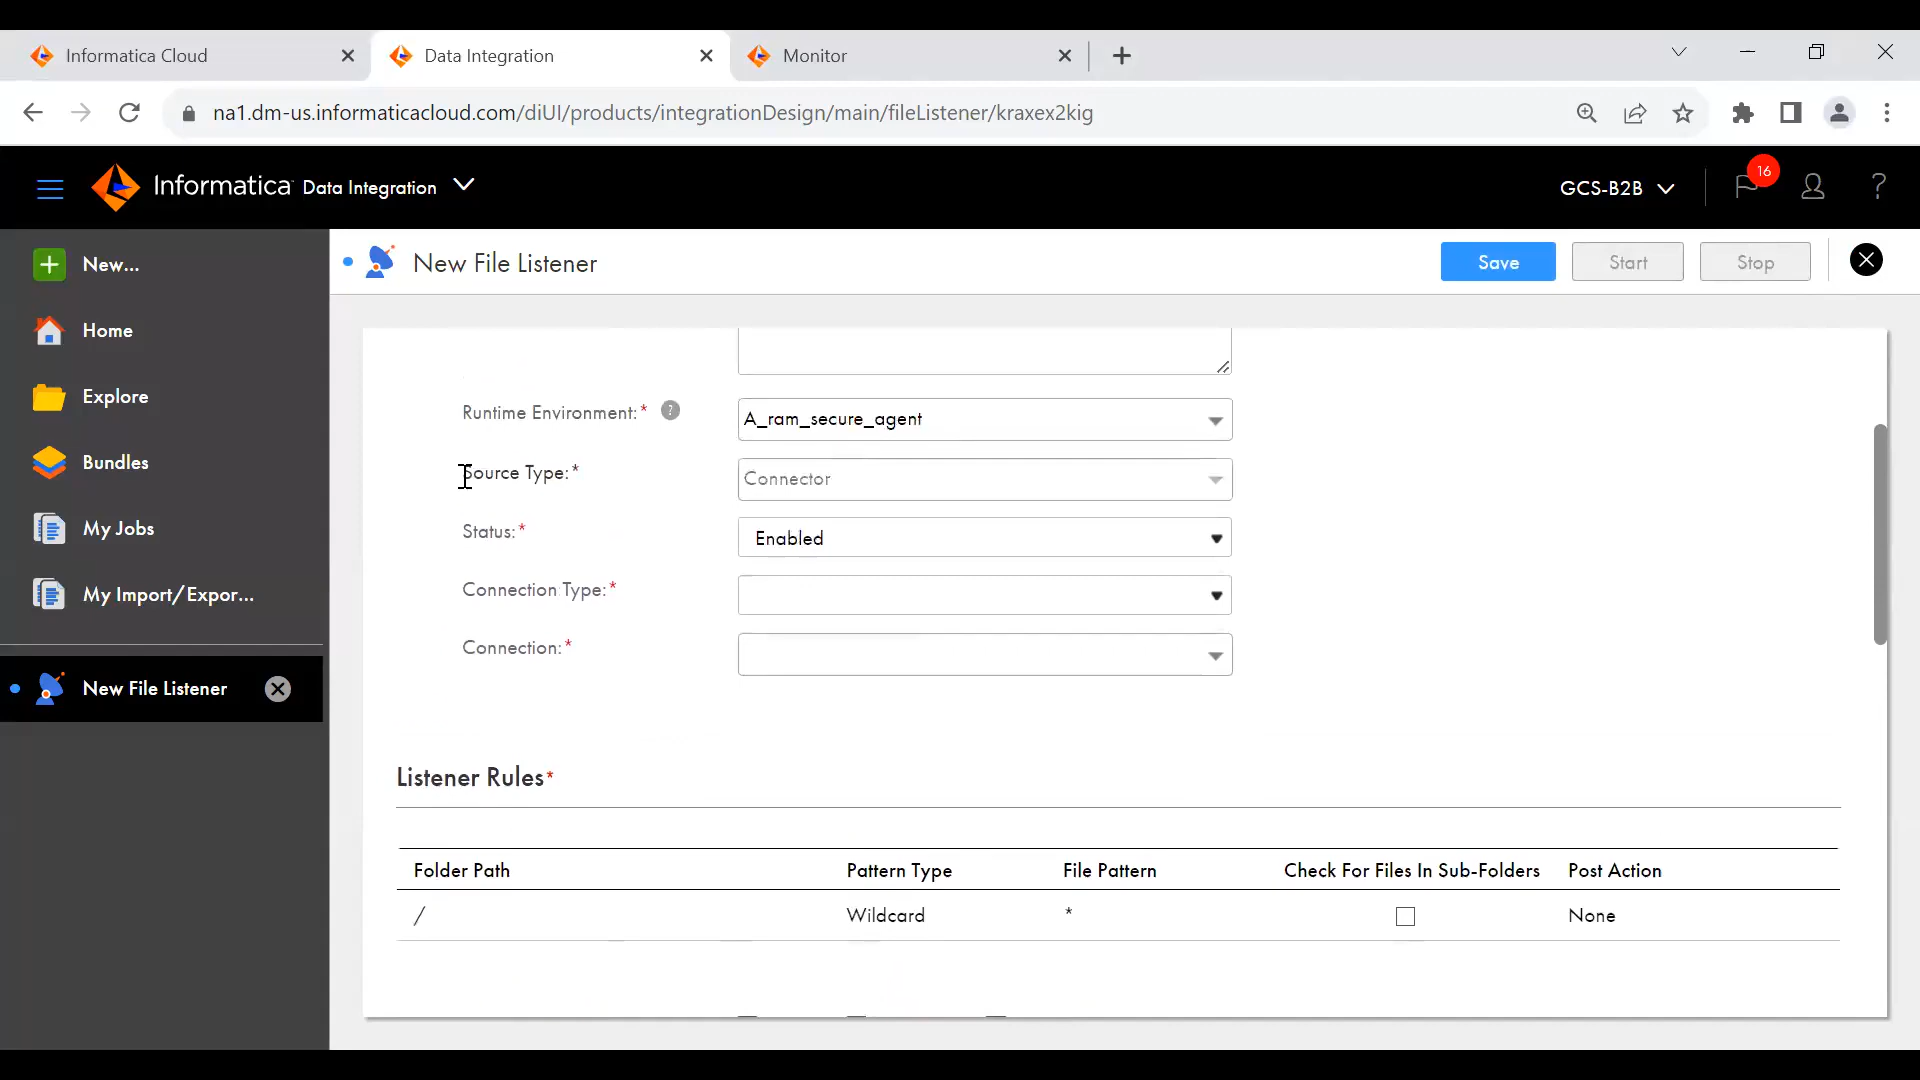 Informatica Cloud
Data Integration
Monitor
na1.dm-us.informaticacloud.com/diUI/products/integrationDesign/main/fileListener/kraxex2kig
Informatica Data Integration
GCS-B2B
16
?
New...
Home
Explore
Bundles
My Jobs
My Import/Expor...
New File Listener
New File Listener
Save
Start
Stop
Runtime Environment:* ?
A_ram_secure_agent
Source Type:*
Connector
Status:*
Enabled
Connection Type:*
Connection:*
Listener Rules*
Folder Path Pattern Type File Pattern Check For Files In Sub-Folders Post Action
/ Wildcard * None